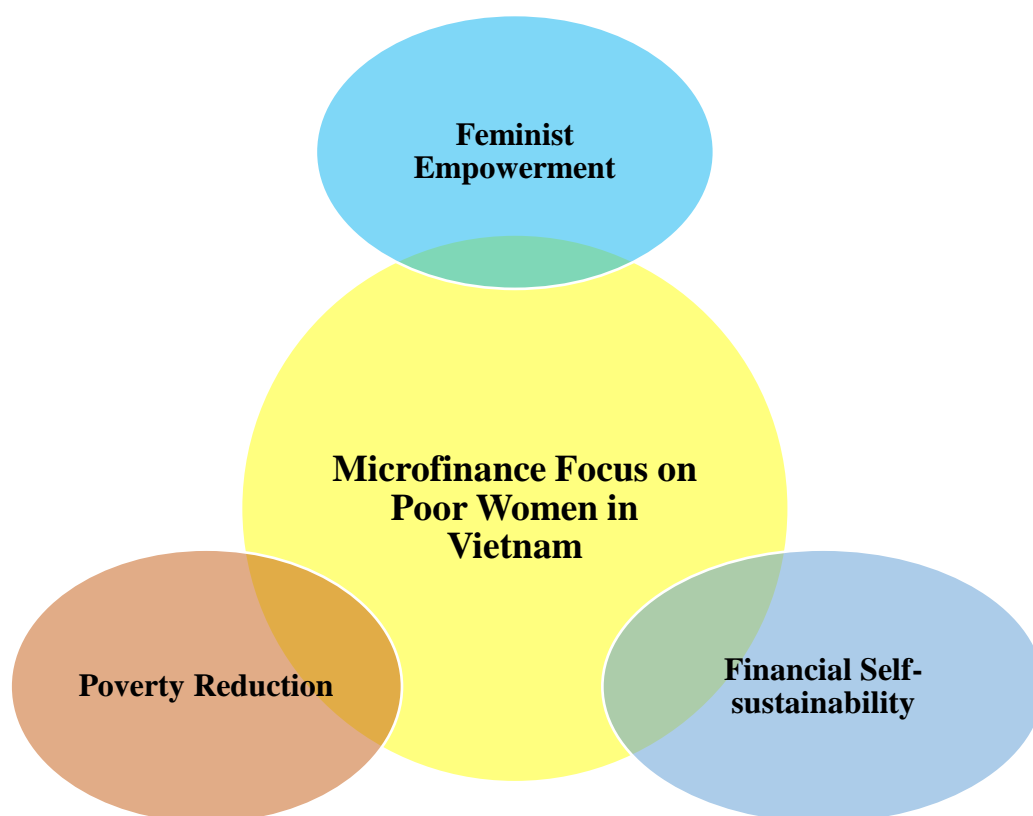 Feminist
Empowerment
Microfinance Focus on
Poor Women in
Vietnam
Poverty Reduction
Financial Self-
sustainability